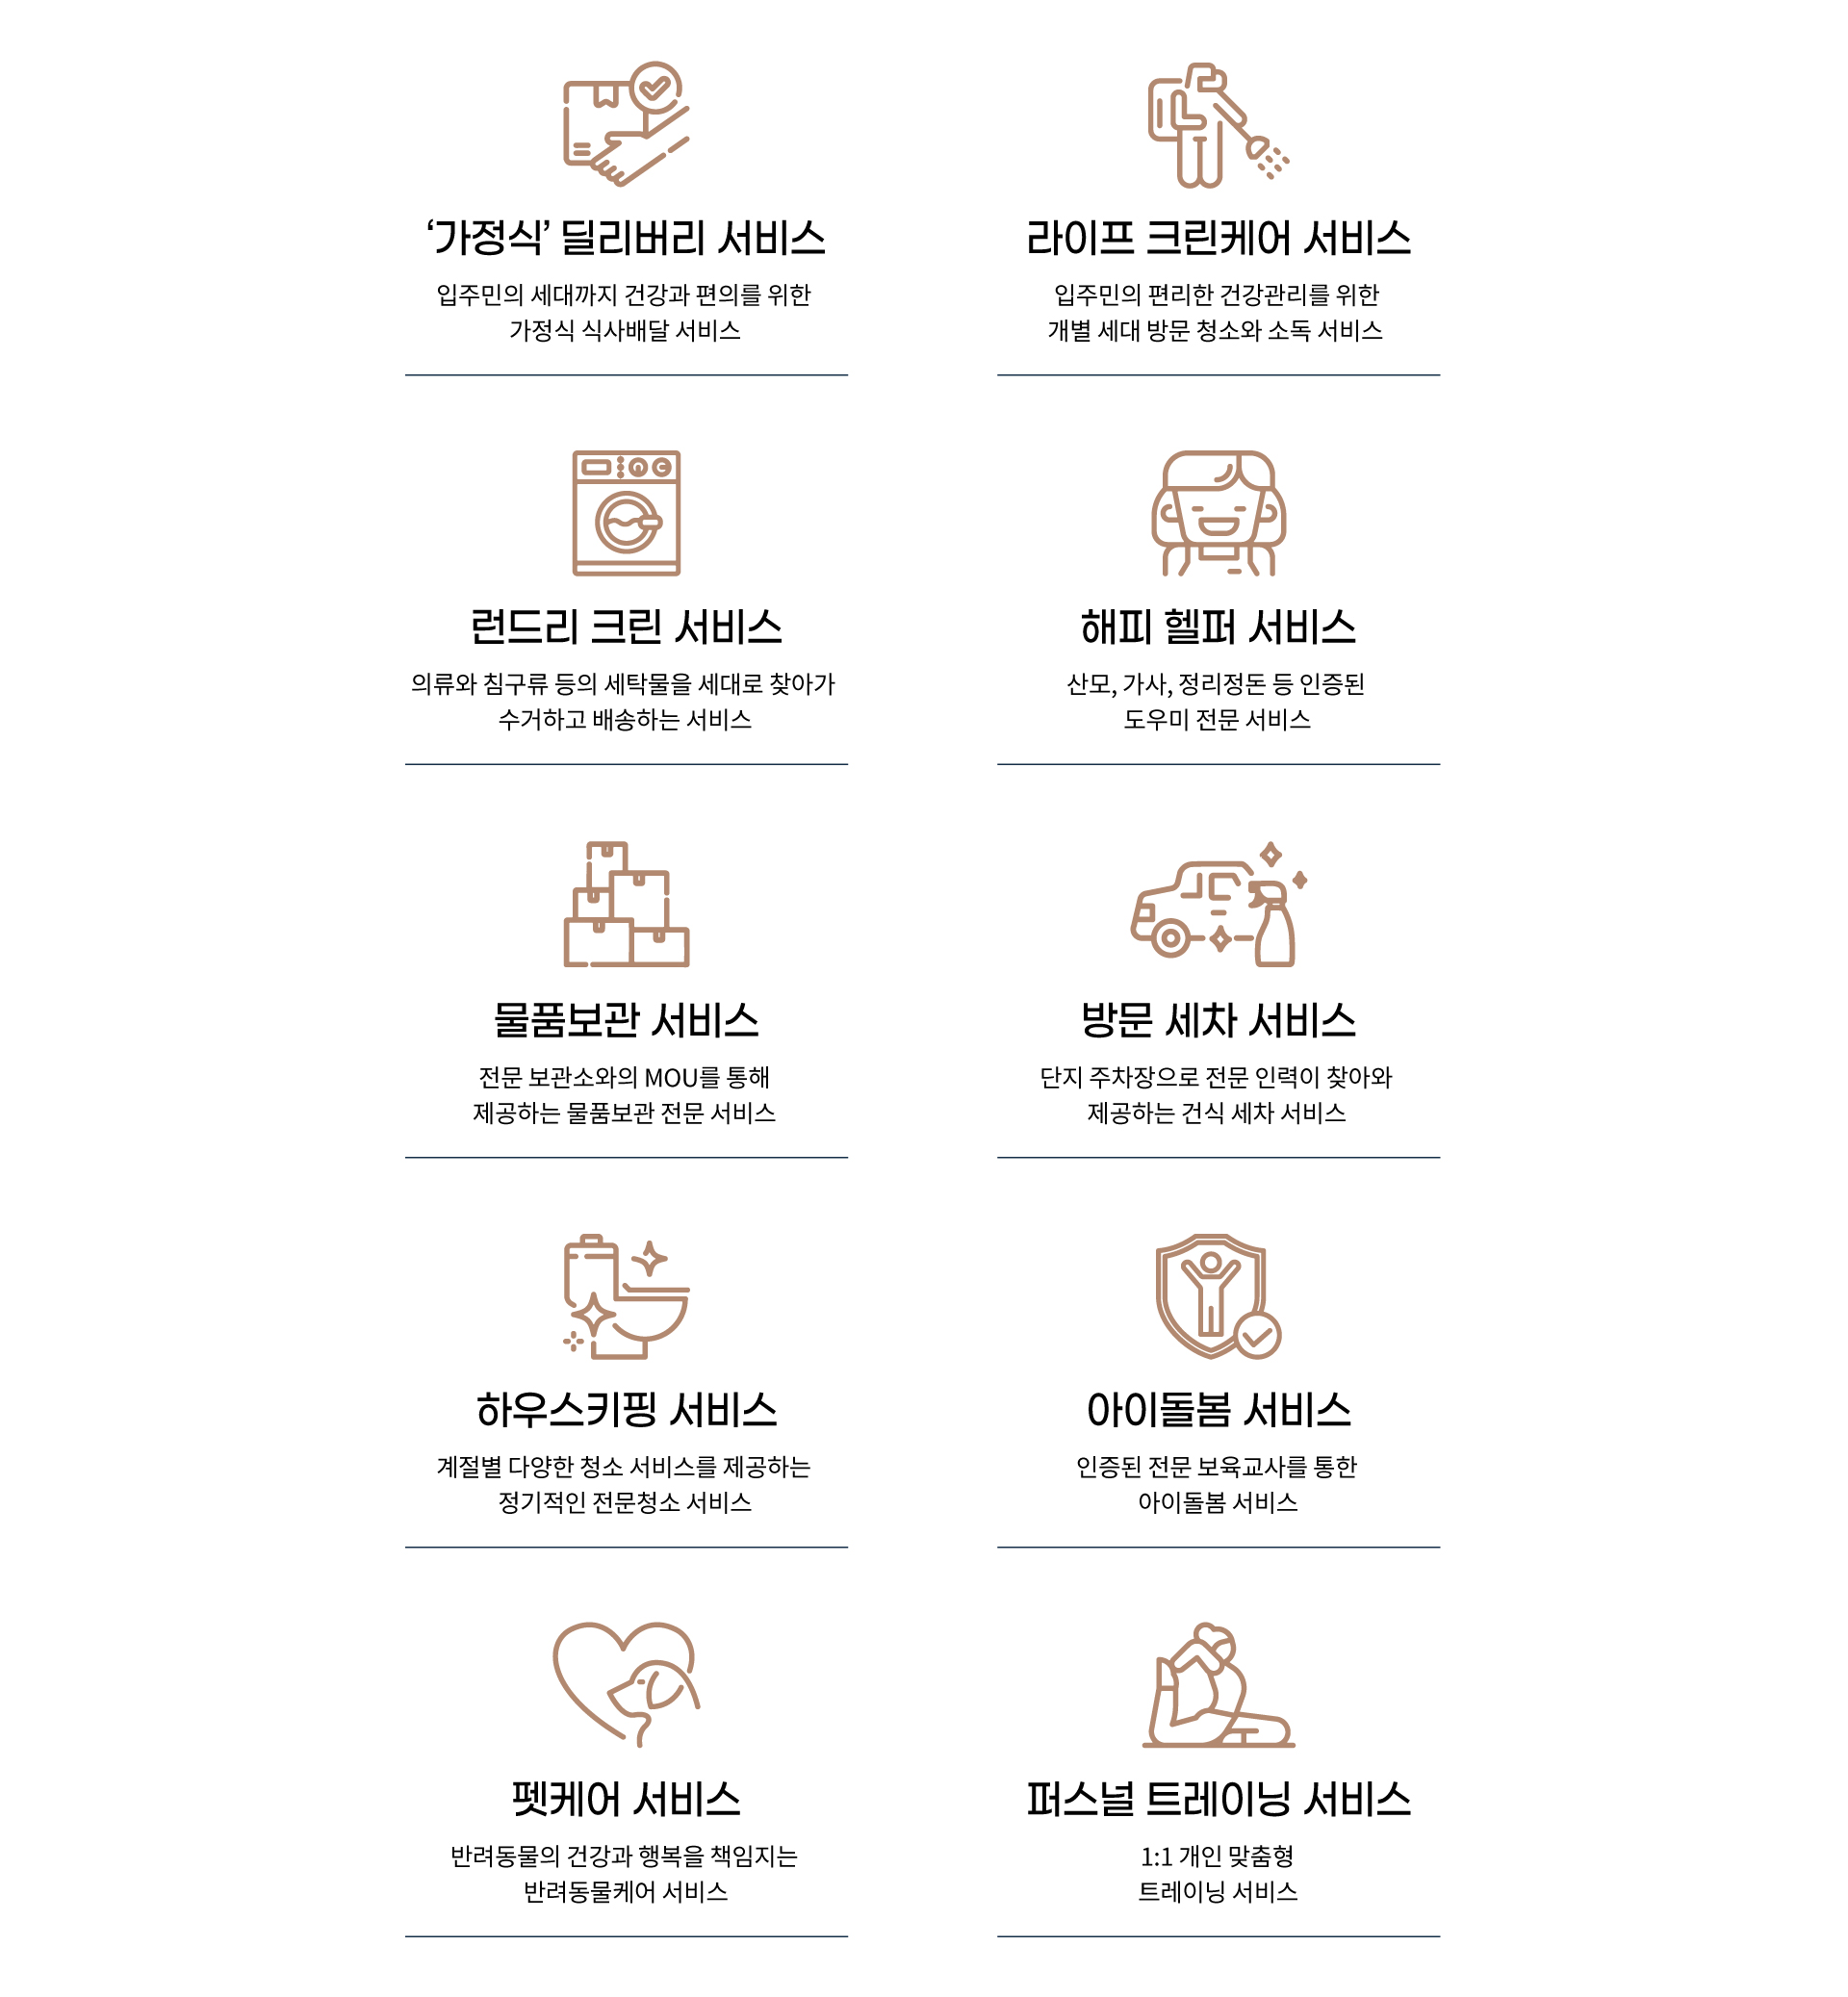 ‘가정식’ 딜리버리 서비스
입주민의 세대까지 건강과 편의를 위한
가정식 식사배달 서비스
라이프 크린케어 서비스
입주민의 편리한 건강관리를 위한
개별 세대 방문 청소와 소독 서비스
런드리 크린 서비스
의류와 침구류 등의 세탁물을 세대로 찾아가
수거하고 배송하는 서비스
해피 헬퍼 서비스
산모, 가사, 정리정돈 등 인증된
도우미 전문 서비스
물품보관 서비스
전문 보관소와의 MOU를 통해
제공하는 물품보관 전문 서비스
방문 세차 서비스
단지 주차장으로 전문 인력이 찾아와
제공하는 건식 세차 서비스
하우스키핑 서비스
계절별 다양한 청소 서비스를 제공하는
정기적인 전문청소 서비스
아이돌봄 서비스
인증된 전문 보육교사를 통한
아이돌봄 서비스
펫케어 서비스
반려동물의 건강과 행복을 책임지는
반려동물케어 서비스
퍼스널 트레이닝 서비스
1:1 개인 맞춤형
트레이닝 서비스